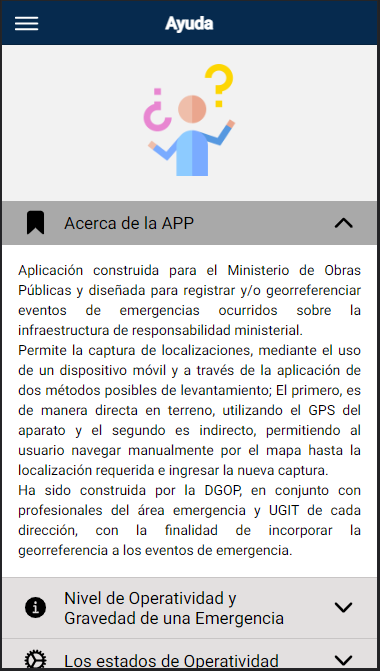 Ayuda
Acerca de la APP
Aplicación construida para el Ministerio de Obras
Públicas y diseñada para registrar y/o georreferenciar
eventos de emergencias ocurridos sobre la
infraestructura de responsabilidad ministerial.
Permite la captura de localizaciones, mediante el uso
de un dispositivo móvil y a través de la aplicación de
dos métodos posibles de levantamiento; El primero, es
de manera directa en terreno, utilizando el GPS del
aparato y el segundo es indirecto, permitiendo al
usuario navegar manualmente por el mapa hasta la
localización requerida e ingresar la nueva captura.
Ha sido construida por la DGOP, en conjunto con
profesionales del área emergencia y UGIT de cada
dirección, con la finalidad de incorporar la
georreferencia a los eventos de emergencia.
Nivel de Operatividad y
Gravedad de una Emergencia
Los estados de Operatividad